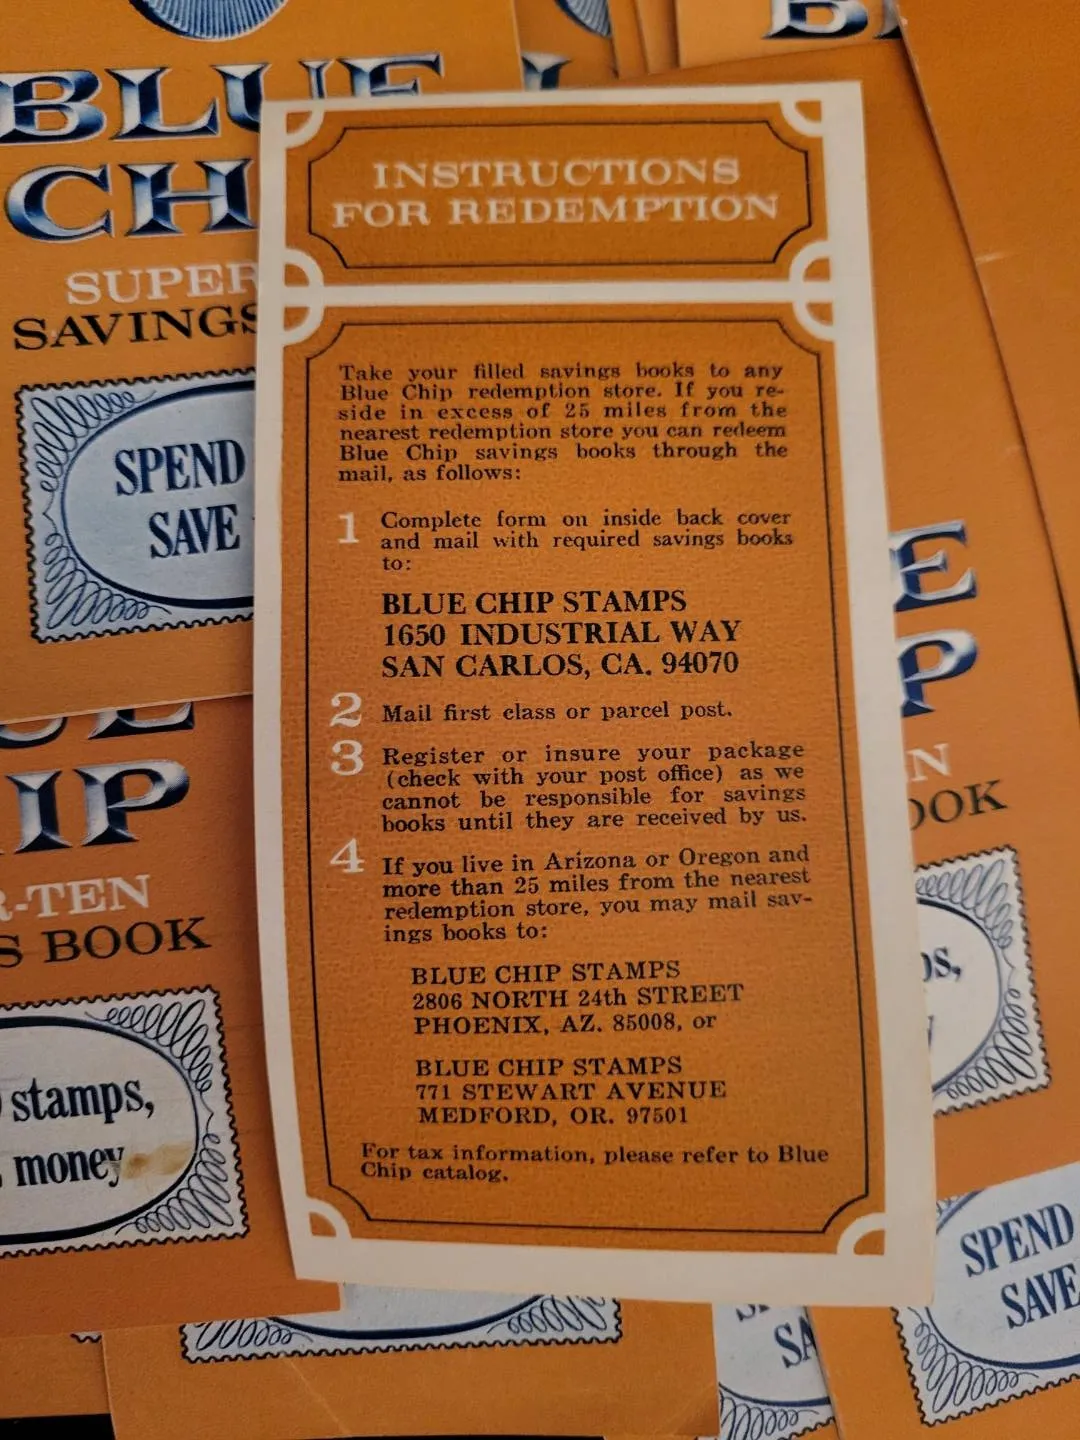 BLUE
CH
SUPER
SAVINGS
SPEND
SAVE
INSTRUCTIONS
FOR REDEMPTION
Take your filled savings books to any
Blue Chip redemption store. If you re-
side in excess of 25 miles from the
nearest redemption store you can redeem
Blue Chip savings books through the
mail, as follows:
1 Complete form on inside back cover
and mail with required savings books
to:
BLUE CHIP STAMPS
1650 INDUSTRIAL WAY
SAN CARLOS, CA. 94070
2 Mail first class or parcel post.
3 Register or insure your package
(check with your post office) as we
cannot be responsible for savings
books until they are received by us.
4 If you live in Arizona or Oregon and
more than 25 miles from the nearest
redemption store, you may mail sav-
ings books to:
BLUE CHIP STAMPS
2806 NORTH 24th STREET
PHOENIX, AZ. 85008, or
BLUE CHIP STAMPS
771 STEWART AVENUE
MEDFORD, OR. 97501
For tax information, please refer to Blue
Chip catalog.
IP
R-TEN
S BOOK
stamps,
money
E
P
N
OOK
ps,
y
SPEND
SAVE
SA